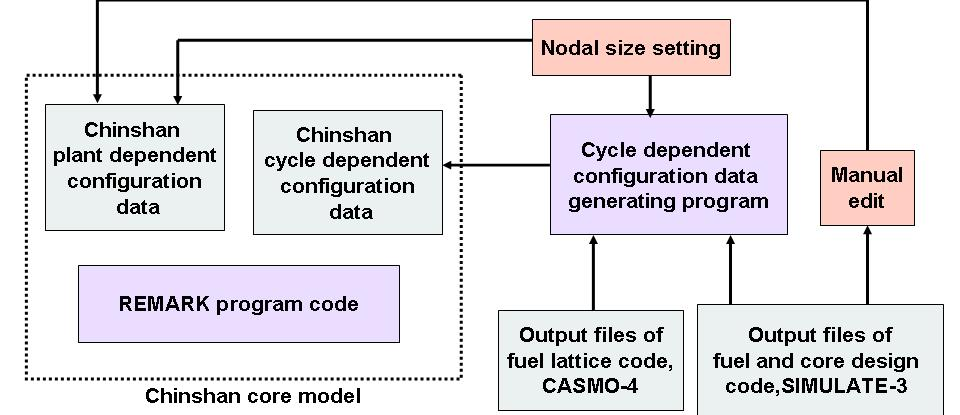 Nodal size setting
Chinshan
plant dependent
configuration
data
Chinshan
cycle dependent
configuration
data
Cycle dependent
configuration data
generating program
Manual
edit
REMARK program code
Output files of
fuel lattice code,
CASMO-4
Output files of
fuel and core design
code,SIMULATE-3
Chinshan core model